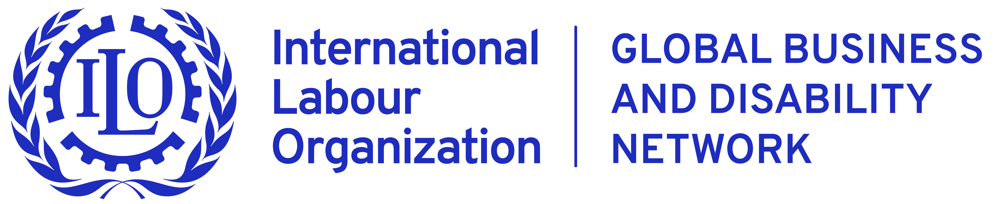 ILO
International
Labour
Organization
GLOBAL BUSINESS
AND DISABILITY
NETWORK